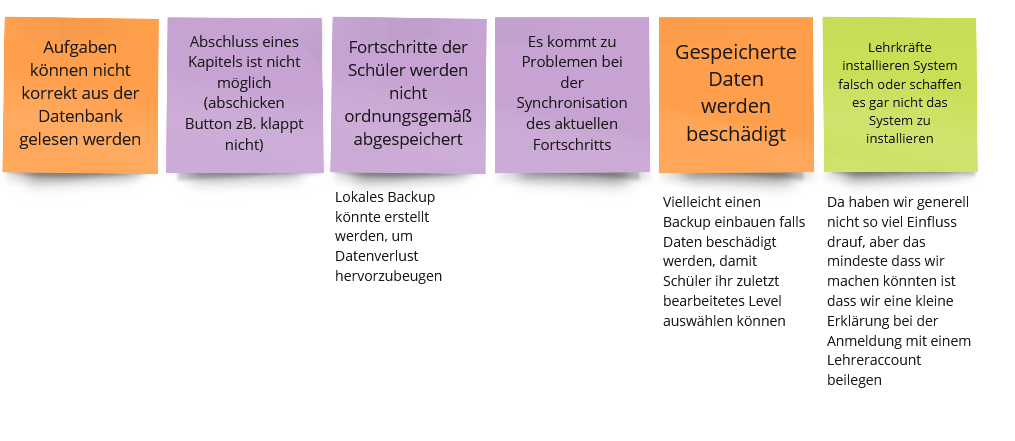 Aufgaben
können nicht
korrekt aus der
Datenbank
gelesen werden
Abschluss eines
Kapitels ist nicht
möglich
(abschicken
Button zB. klappt
nicht)
Fortschritte der
Schüler werden
nicht
ordnungsgemäß
abgespeichert
Es kommt zu
Problemen bei
der
Synchronisation
des aktuellen
Fortschritts
Gespeicherte
Daten
werden
beschädigt
Lehrkräfte
installieren System
falsch oder schaffen
es gar nicht das
System zu
installieren
Lokales Backup
könnte erstellt
werden, um
Datenverlust
hervorzubeugen
Vielleicht einen
Backup einbauen falls
Daten beschädigt
werden, damit
Schüler ihr zuletzt
bearbeitetes Level
auswählen können
Da haben wir generell
nicht so viel Einfluss
drauf, aber das
mindeste dass wir
machen könnten ist
dass wir eine kleine
Erklärung bei der
Anmeldung mit einem
Lehreraccount
beilegen